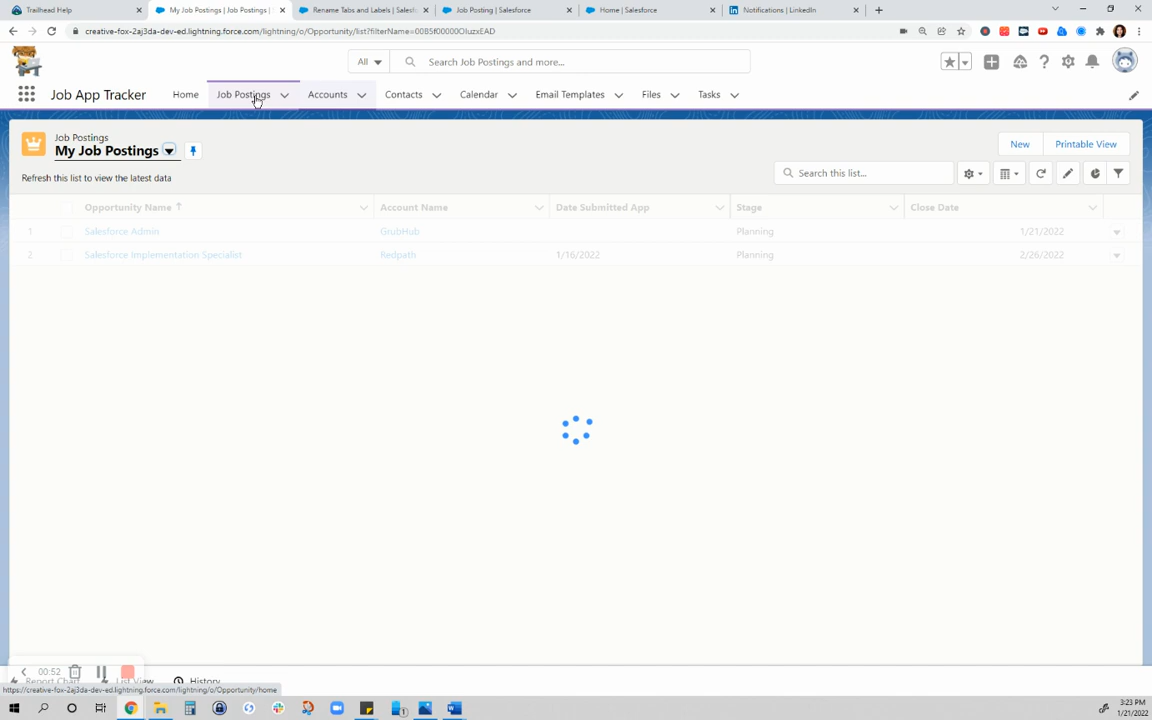 Trailhead Help
My Job Postings | Job Postings |
Rename Tabs and Labels | Salesf
Job Posting | Salesforce
Home | Salesforce
Notifications | LinkedIn
creative-fox-2aj3da-dev-ed.lightning.force.com/lightning/o/Opportunity/list?filterName=00B5f00000OIuzxEAD
All
Search Job Postings and more...
Job App Tracker
Home
Job Postings
Accounts
Contacts
Calendar
Email Templates
Files
Tasks
Job Postings
My Job Postings
New
Printable View
Refresh this list to view the latest data
Search this list...
Opportunity Name
Account Name
Date Submitted App
Stage
Close Date
1 Salesforce Admin GrubHub Planning 1/21/2022
2 Salesforce Implementation Specialist Redpath 1/16/2022 Planning 2/26/2022
00:52
Report Chart
List View
History
https://creative-fox-2aj3da-dev-ed.lightning.force.com/lightning/o/Opportunity/home
3:23 PM
1/21/2022